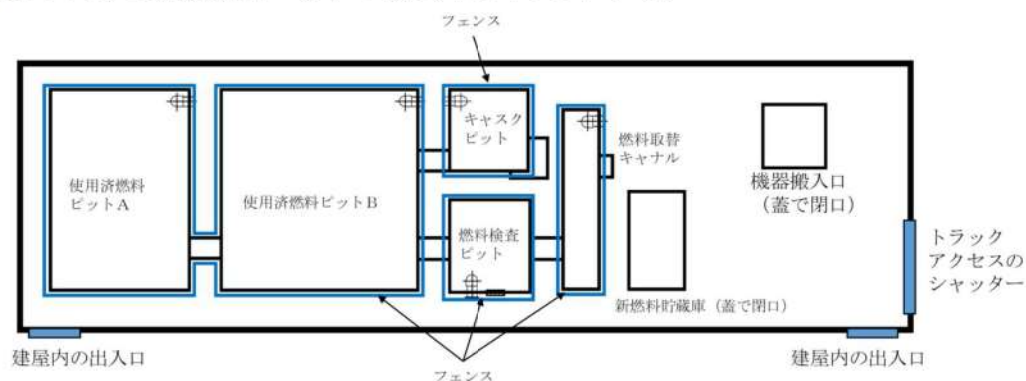 フェンス
キャスク
ピット
燃料取替
キャナル
使用済燃料
ピットA
使用済燃料ピットB
燃料検査
ピット
機器搬入口
（蓋で閉口）
トラック
アクセスの
シャッター
新燃料貯蔵庫（蓋で閉口）
建屋内の出入口
建屋内の出入口
フェンス